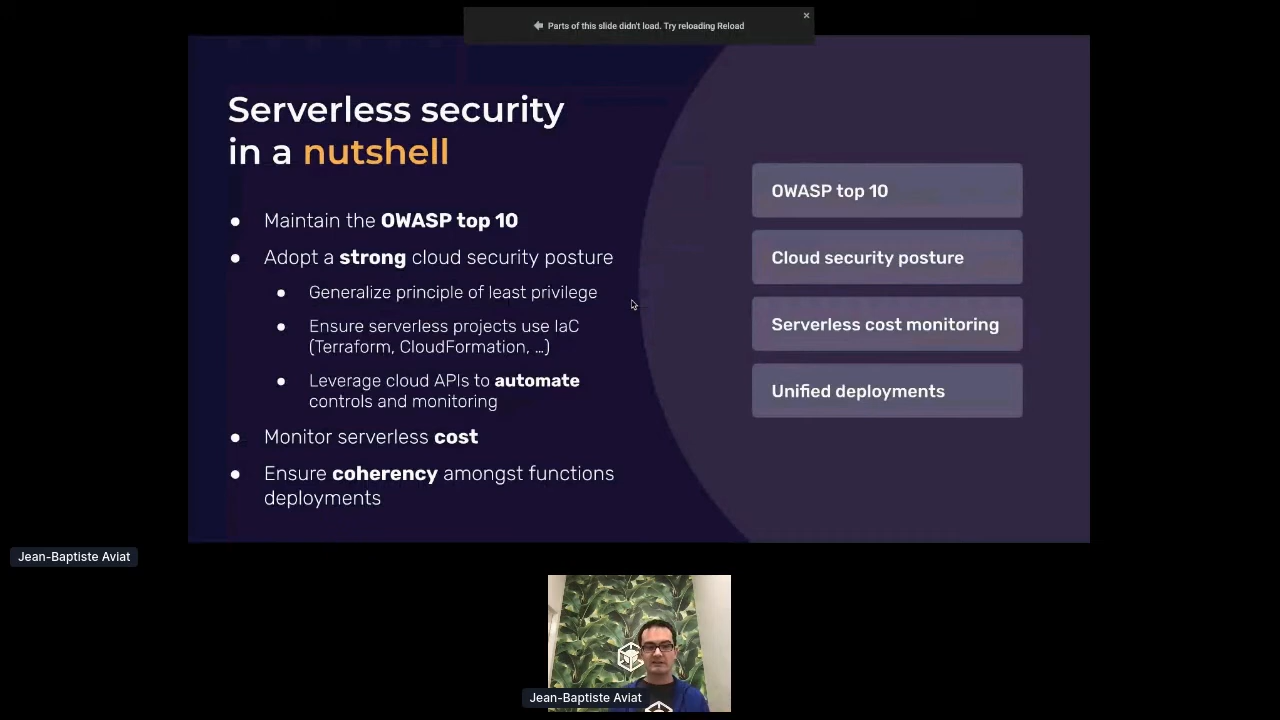 Parts of this slide didn't load. Try reloading Reload
Serverless security
in a nutshell
● Maintain the OWASP top 10
● Adopt a strong cloud security posture
● Generalize principle of least privilege
● Ensure serverless projects use IaC
(Terraform, CloudFormation, …)
● Leverage cloud APIs to automate
controls and monitoring
● Monitor serverless cost
● Ensure coherency amongst functions
deployments
OWASP top 10
Cloud security posture
Serverless cost monitoring
Unified deployments
Jean-Baptiste Aviat
Jean-Baptiste Aviat